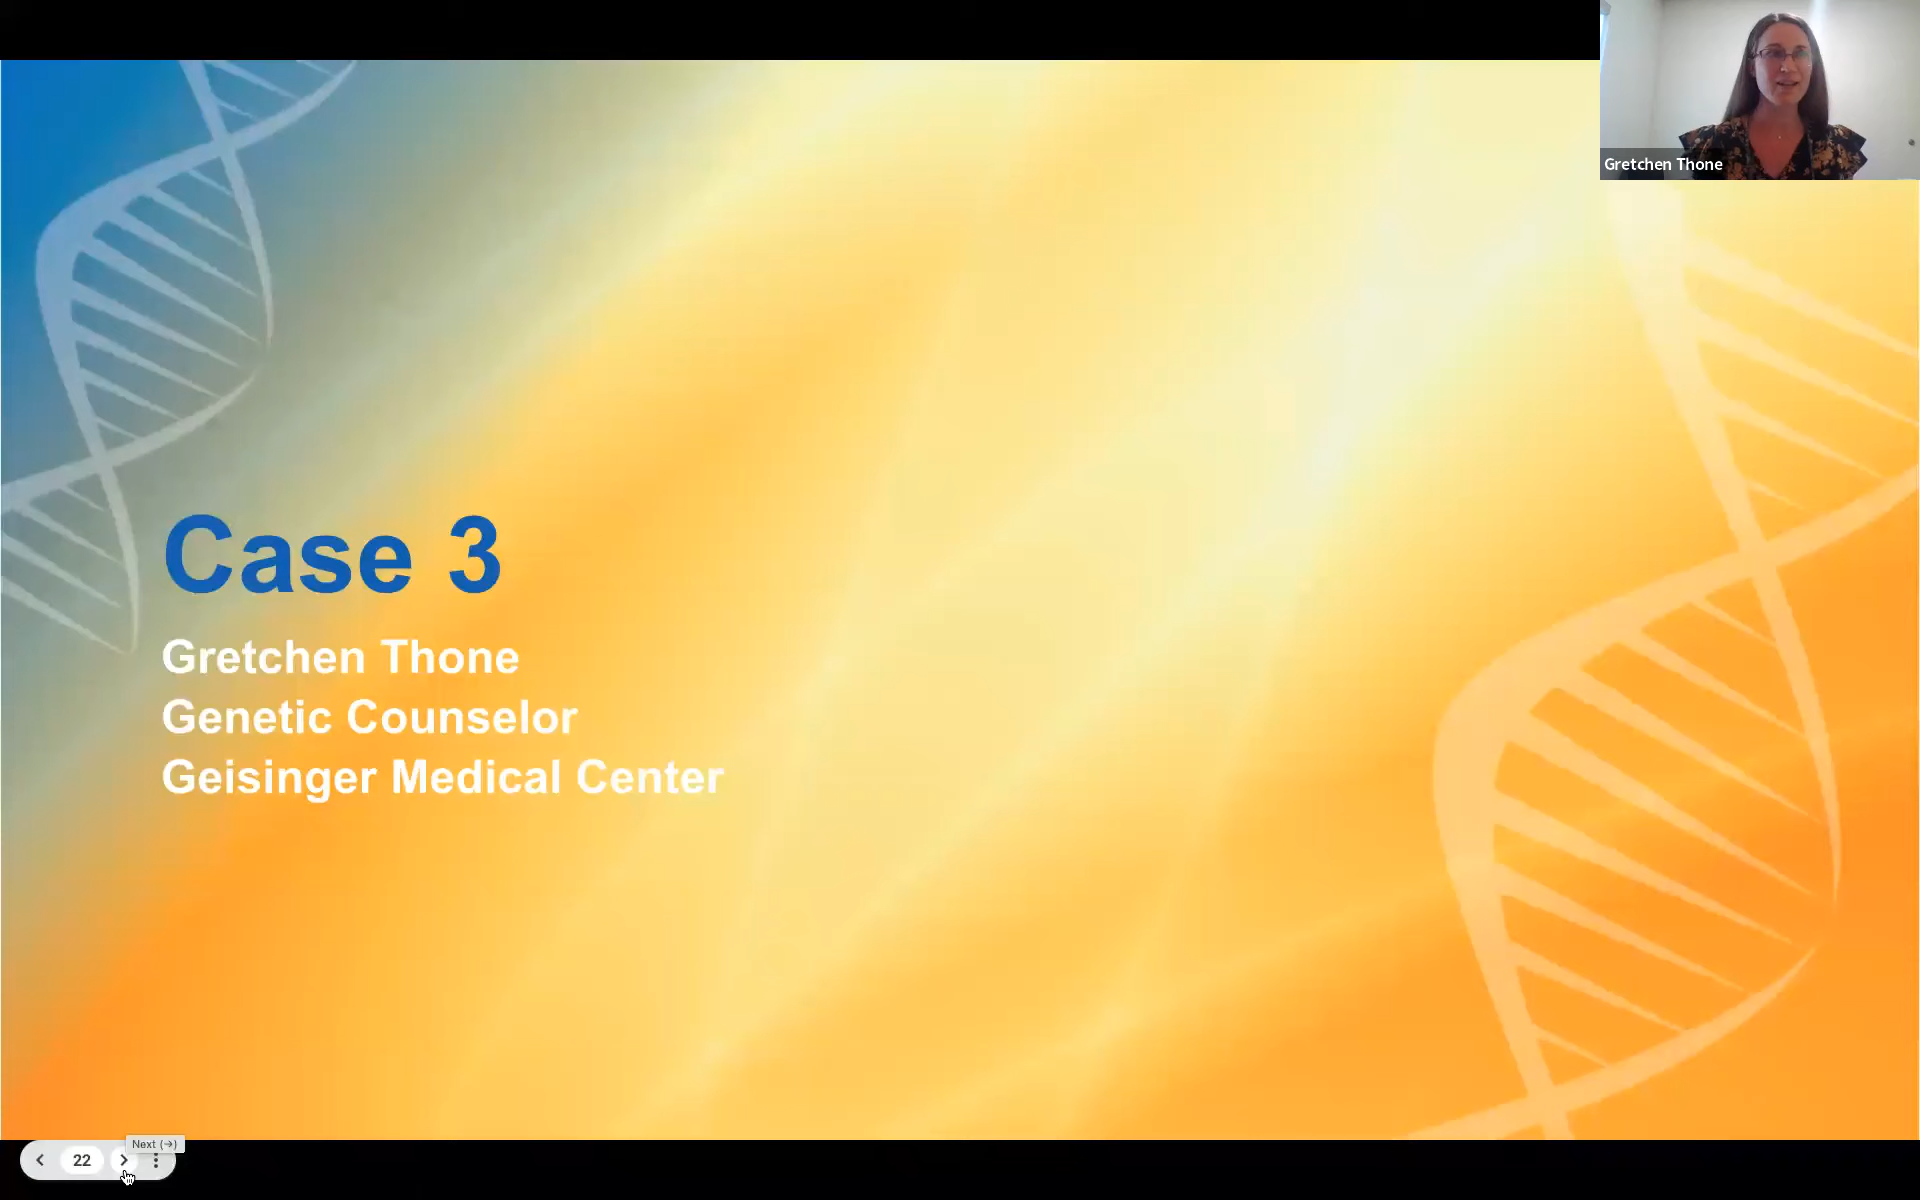 Gretchen Thone
Case 3
Gretchen Thone
Genetic Counselor
Geisinger Medical Center
Next (→)
22